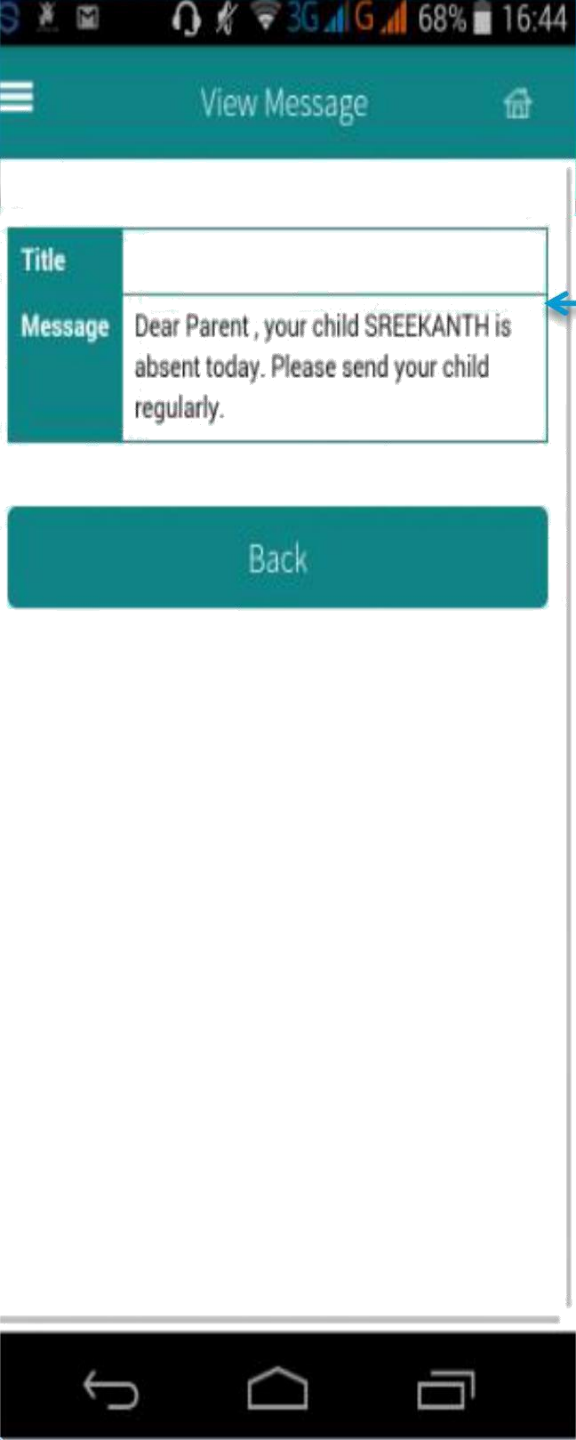 3G G 68% 16:44
View Message
Title
Message
Dear Parent , your child SREEKANTH is
absent today. Please send your child
regularly.
Back